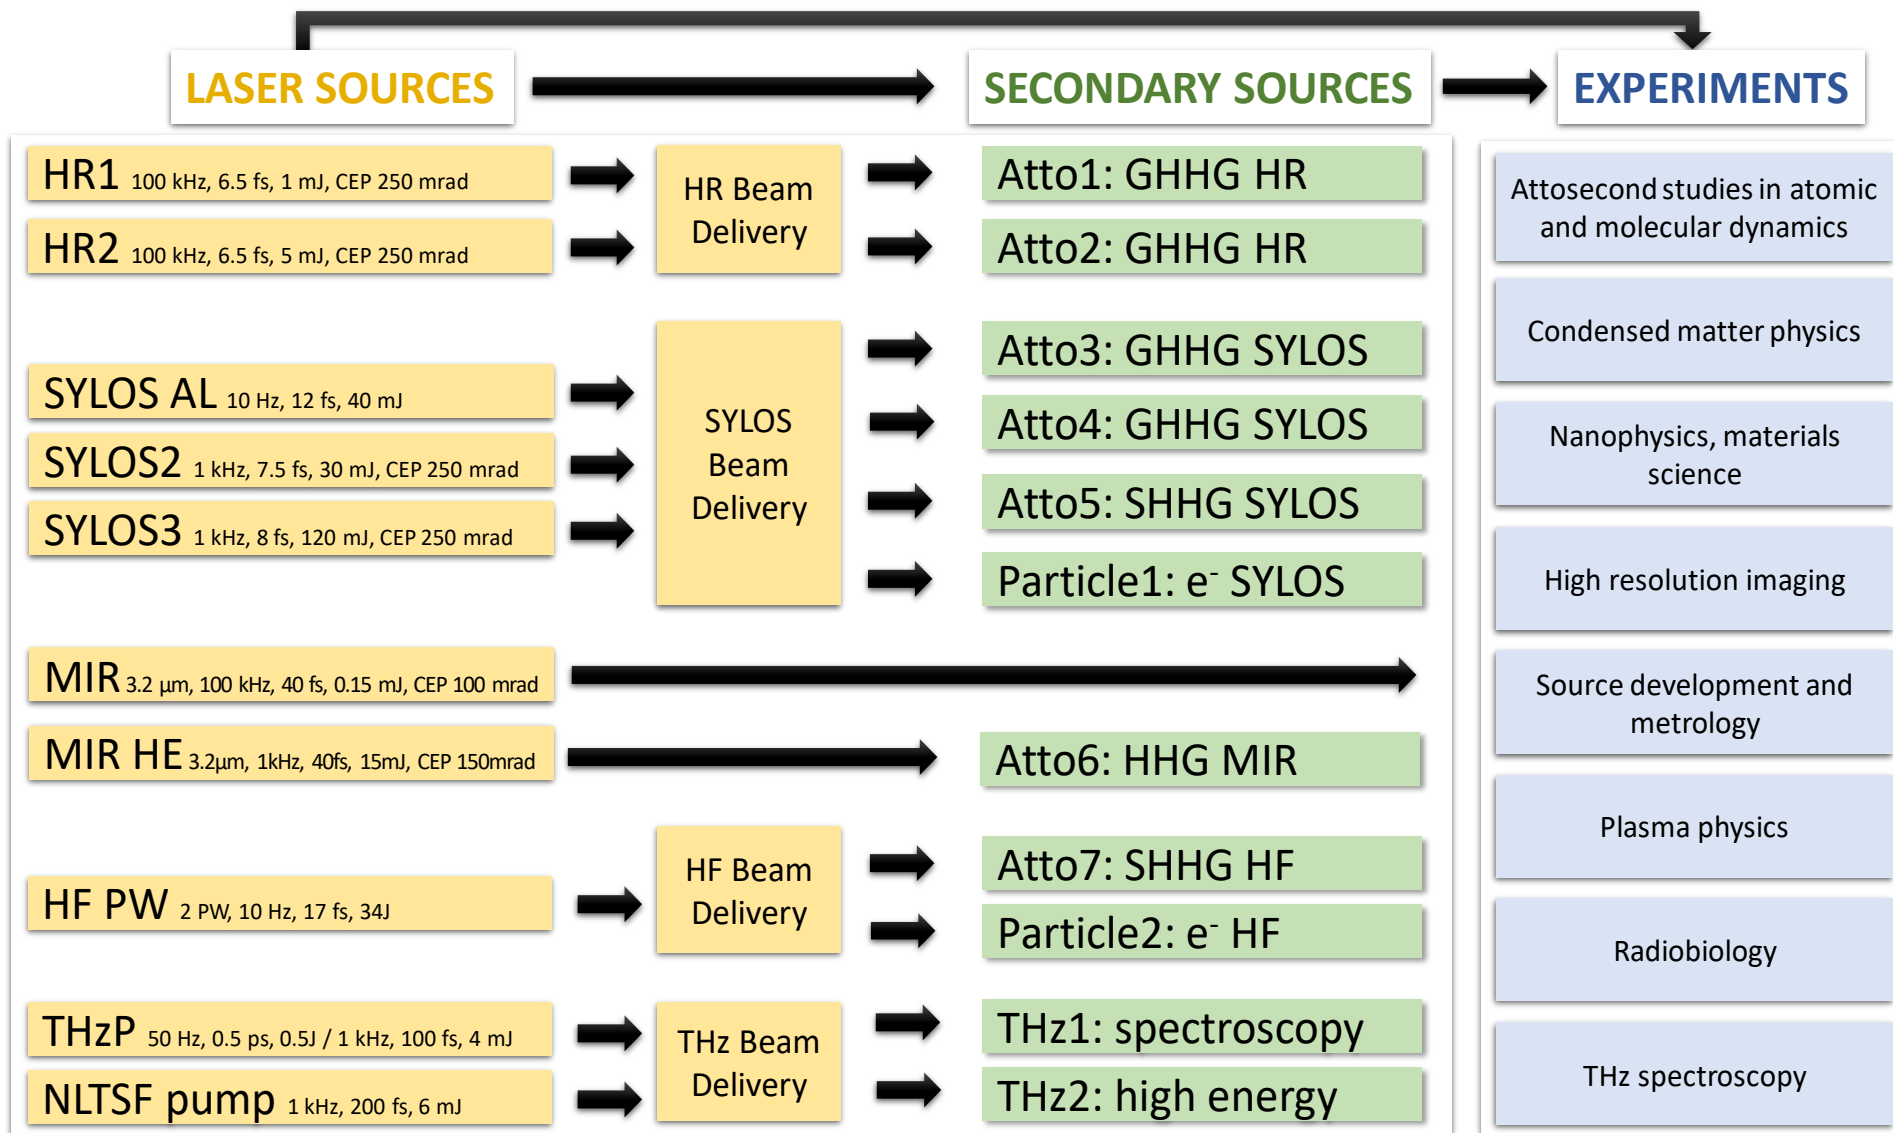 LASER SOURCES
SECONDARY SOURCES
EXPERIMENTS
HR1 100 kHz, 6.5 fs, 1 mJ, CEP 250 mrad
HR2 100 kHz, 6.5 fs, 5 mJ, CEP 250 mrad
HR Beam
Delivery
Atto1: GHHG HR
Atto2: GHHG HR
SYLOS AL 10 Hz, 12 fs, 40 mJ
SYLOS2 1 kHz, 7.5 fs, 30 mJ, CEP 250 mrad
SYLOS3 1 kHz, 8 fs, 120 mJ, CEP 250 mrad
SYLOS
Beam
Delivery
Atto3: GHHG SYLOS
Atto4: GHHG SYLOS
Atto5: SHHG SYLOS
Particle1: e⁻ SYLOS
MIR 3.2 µm, 100 kHz, 40 fs, 0.15 mJ, CEP 100 mrad
MIR HE 3.2µm, 1kHz, 40fs, 15mJ, CEP 150mrad
Atto6: HHG MIR
HF PW 2 PW, 10 Hz, 17 fs, 34J
HF Beam
Delivery
Atto7: SHHG HF
Particle2: e⁻ HF
THzP 50 Hz, 0.5 ps, 0.5J / 1 kHz, 100 fs, 4 mJ
NLTSF pump 1 kHz, 200 fs, 6 mJ
THz Beam
Delivery
THz1: spectroscopy
THz2: high energy
Attosecond studies in atomic
and molecular dynamics
Condensed matter physics
Nanophysics, materials
science
High resolution imaging
Source development and
metrology
Plasma physics
Radiobiology
THz spectroscopy